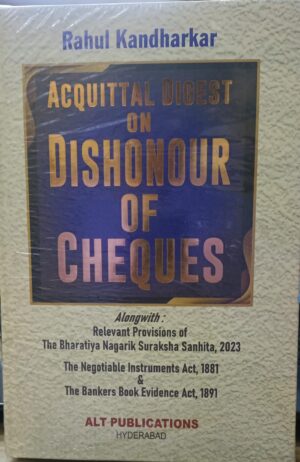 Rahul Kandharkar
ACQUITTAL DIGEST
ON
DISHONOUR
OF
CHEQUES
Alongwith :
Relevant Provisions of
The Bharatiya Nagarik Suraksha Sanhita, 2023
The Negotiable Instruments Act, 1881
&
The Bankers Book Evidence Act, 1891
ALT PUBLICATIONS
HYDERABAD